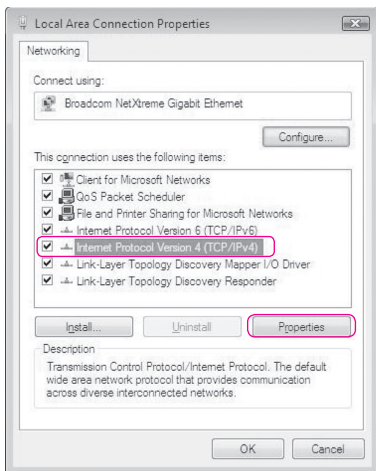 Local Area Connection Properties
Networking
Connect using:
Broadcom NetXtreme Gigabit Ethernet
Configure...
This connection uses the following items:
Client for Microsoft Networks
QoS Packet Scheduler
File and Printer Sharing for Microsoft Networks
Internet Protocol Version 6 (TCP/IPv6)
Internet Protocol Version 4 (TCP/IPv4)
Link-Layer Topology Discovery Mapper I/O Driver
Link-Layer Topology Discovery Responder
Install... Uninstall Properties
Description
Transmission Control Protocol/Internet Protocol. The default
wide area network protocol that provides communication
across diverse interconnected networks.
OK Cancel